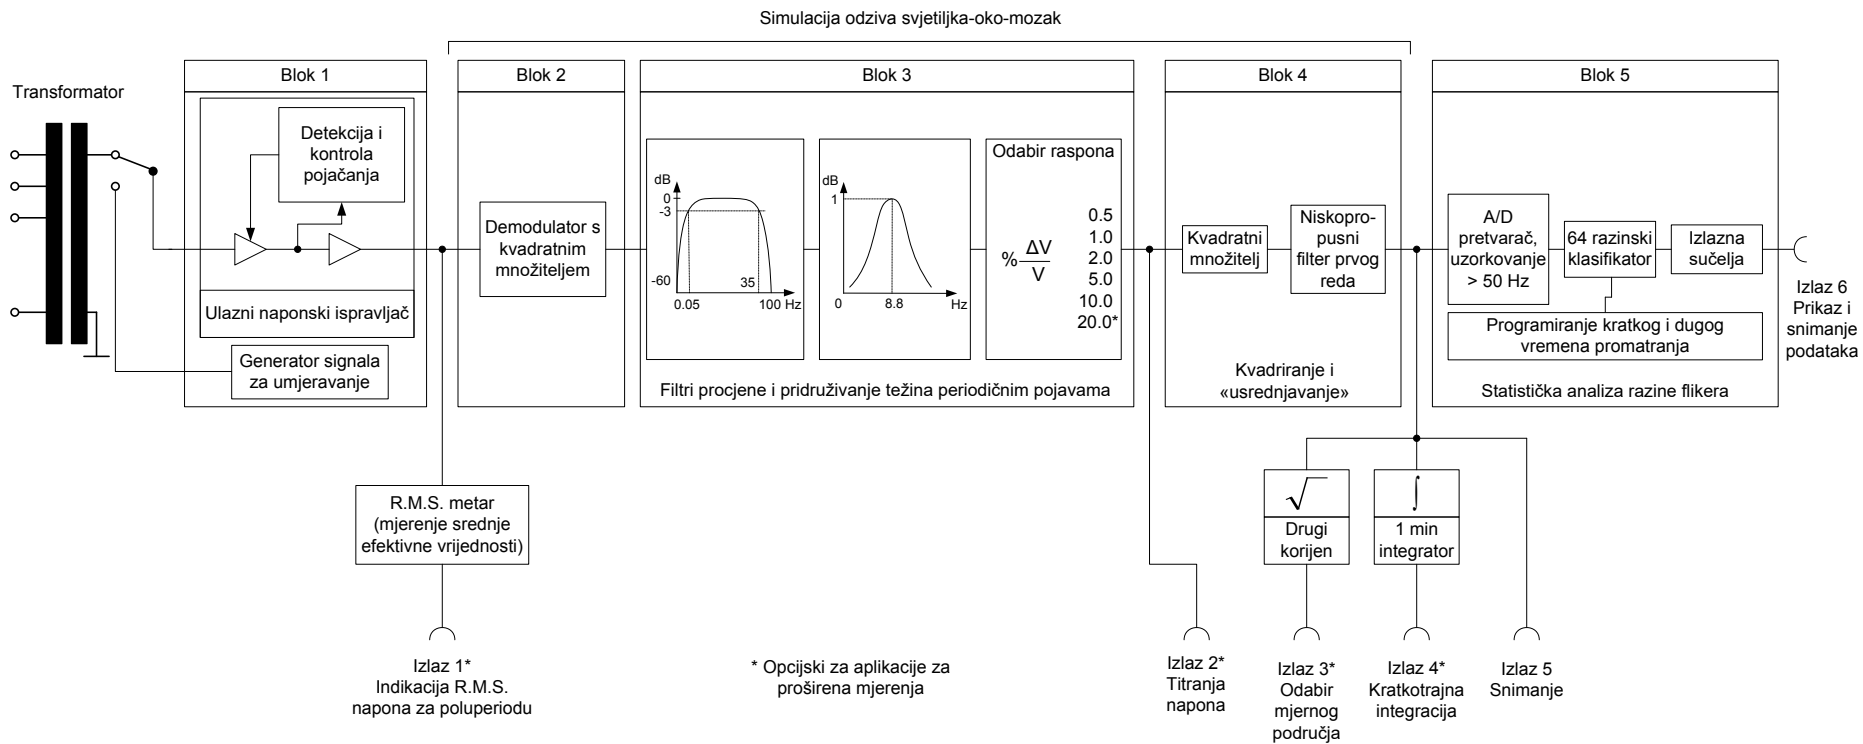 Simulacija odziva svjetiljka-oko-mozak
Transformator
Blok 1
Detekcija i
kontrola
pojačanja
Ulazni naponski ispravljač
Generator signala
za umjeravanje
Blok 2
Demodulator s
kvadratnim
množiteljem
Blok 3
dB
0
-3
-60
0.05
35
100 Hz
dB
1
0
8.8
Hz
Odabir raspona
% ΔV
V
0.5
1.0
2.0
5.0
10.0
20.0*
Filtri procjene i pridruživanje težina periodičnim pojavama
Blok 4
Kvadratni
množitelj
Niskopro-
pusni
filter prvog
reda
Kvadriranje i
«usrednjavanje»
Blok 5
A/D
pretvarač,
uzorkovanje
> 50 Hz
64 razinski
klasifikator
Izlazna
sučelja
Programiranje kratkog i dugog
vremena promatranja
Statistička analiza razine flikera
Izlaz 6
Prikaz i
snimanje
podataka
R.M.S. metar
(mjerenje srednje
efektivne vrijednosti)
√
Drugi
korijen
∫
1 min
integrator
Izlaz 1*
Indikacija R.M.S.
napona za poluperiodu
* Opcijski za aplikacije za
proširena mjerenja
Izlaz 2*
Titranja
napona
Izlaz 3*
Odabir
mjernog
područja
Izlaz 4*
Kratkotrajna
integracija
Izlaz 5
Snimanje